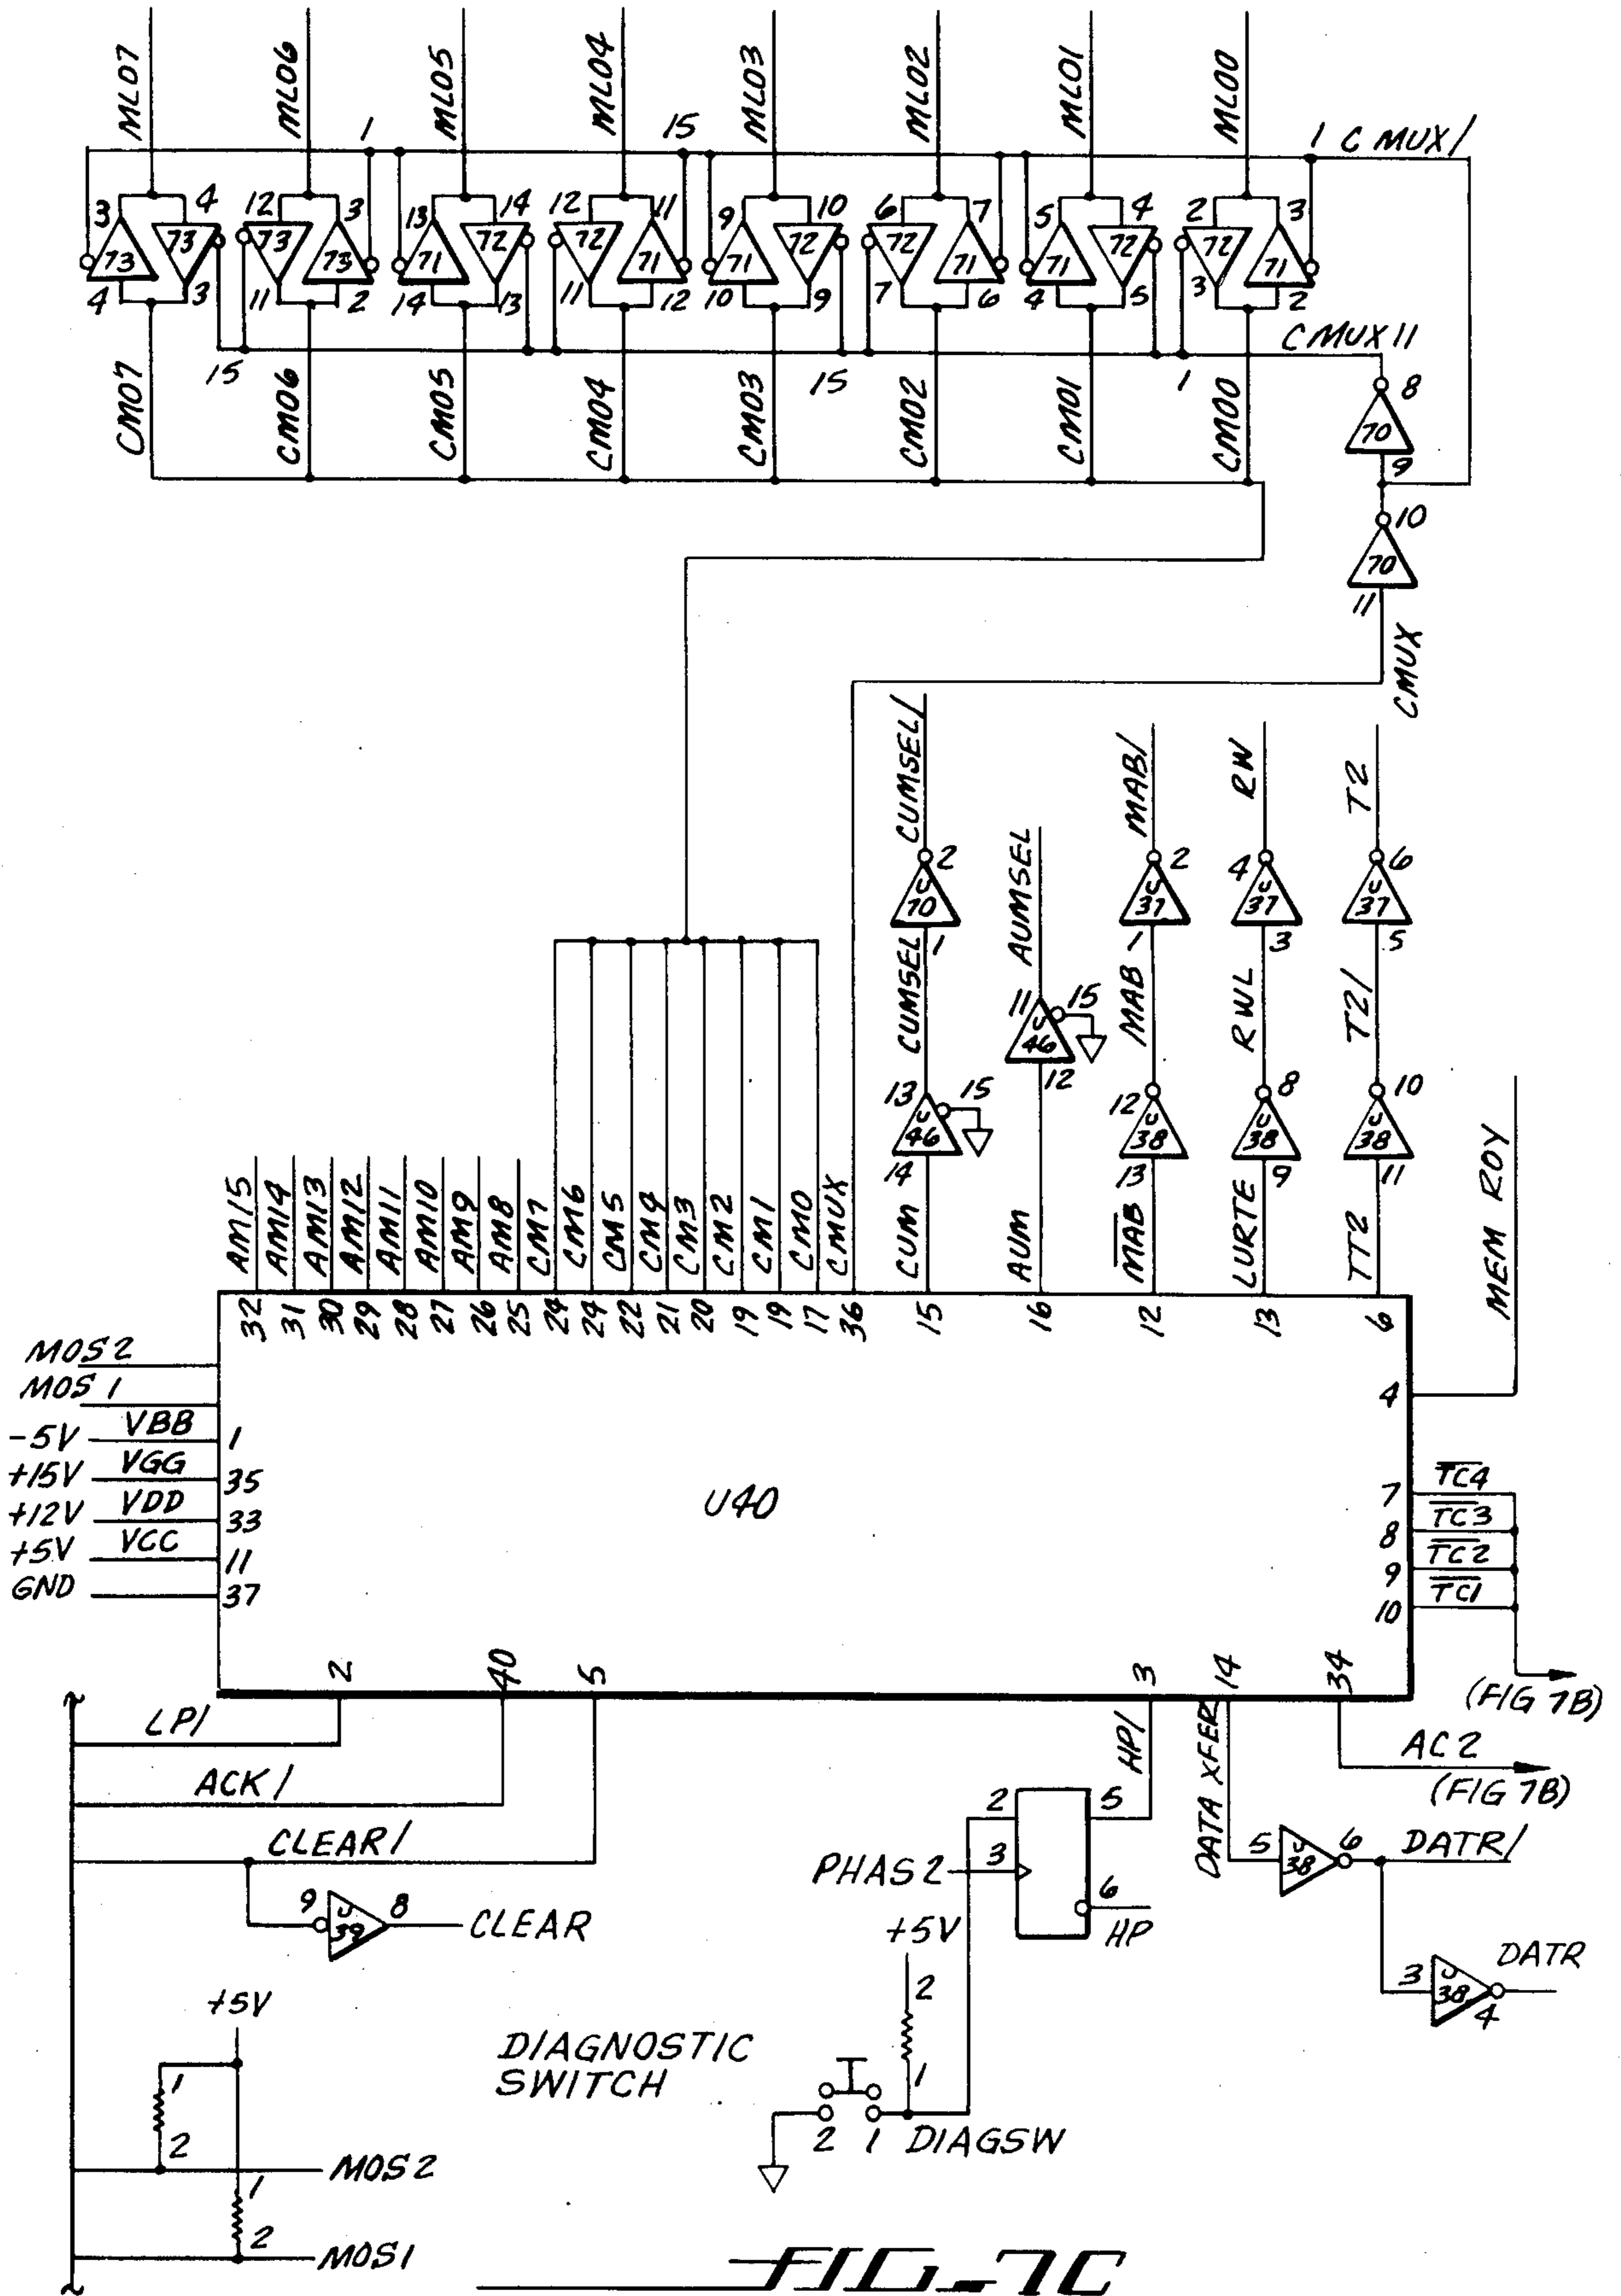 ML07 ML06 ML05 ML04 ML03 ML02 ML01 ML00
1 15 1 C MUX/
3 4 12 3 13 14 12 11 9 10 6 7 5 4 2 3
73 73 73 73 71 72 72 71 71 72 72 71 71 72 72 71
4 3 11 2 14 13 11 12 10 9 7 6 4 5 3 2
CMUX11
15 15 1
CM07 CM06 CM05 CM04 CM03 CM02 CM01 CM00
8
70
9
10
70
11
CMUX
CUMSEL/ MAB/ RW T2
AUMSEL
2 2 4 6
U 70 U 37 U 37 U 37
1 1 3 5
CUMSEL MAB RWL T2/
11 15
U 46
12
13 15 12 8 10
U 46 U 38 U 38 U 38
14 13 9 11
AM15 AM14 AM13 AM12 AM11 AM10 AM9 AM8 CM7 CM6 CM5 CM4 CM3 CM2 CM1 CM0 CMUX CUM AUM MAB LURTE TT2 MEM RDY
32 31 30 29 28 27 26 25 24 24 22 21 20 19 19 17 36 15 16 12 13 6
MOS2
MOS 1
4
-5V VBB 1
+15V VGG 35
+12V VDD 33
+5V VCC 11
GND 37
U40
7 TC4
8 TC3
9 TC2
10 TC1
(FIG 7B)
2 40 5 3 14 34
LP/
ACK/
CLEAR/
9 U 39 8 CLEAR
HP/
DATA XFER
AC2
(FIG 7B)
2 5
PHAS2 3
6
HP
5 U 38 6 DATR/
3 U 38 4 DATR
+5V
2
1
+5V
1
2
MOS2
1
2
MOS1
DIAGNOSTIC
SWITCH
2 1 DIAGSW
FIG-7C